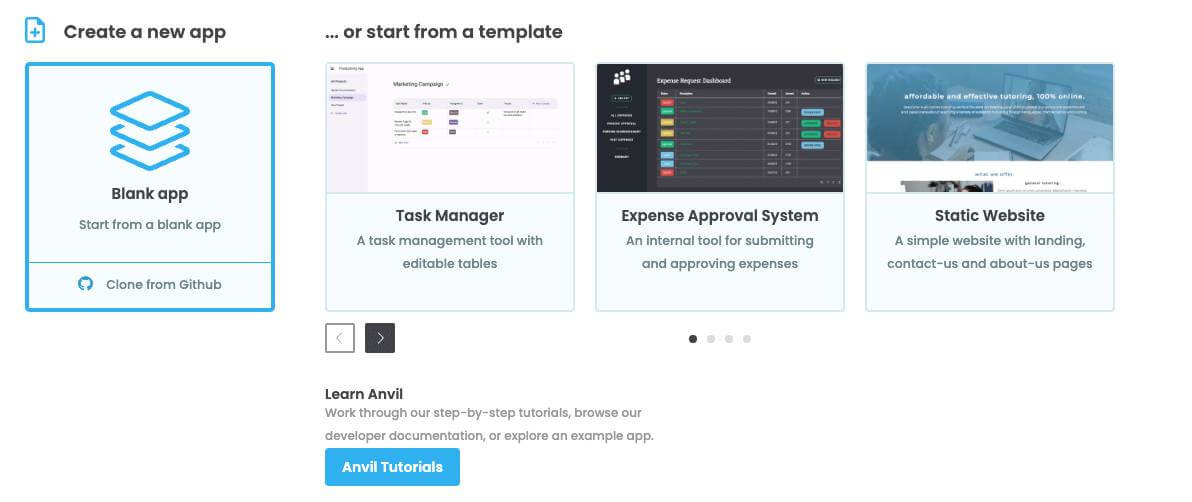 Create a new app
... or start from a template
Blank app
Start from a blank app
Clone from Github
Marketing Campaign
Task Manager
A task management tool with
editable tables
Expense Request Dashboard
Expense Approval System
An internal tool for submitting
and approving expenses
affordable and effective tutoring, 100% online.
what we offer.
general tutoring.
Static Website
A simple website with landing,
contact-us and about-us pages
Learn Anvil
Work through our step-by-step tutorials, browse our
developer documentation, or explore an example app.
Anvil Tutorials